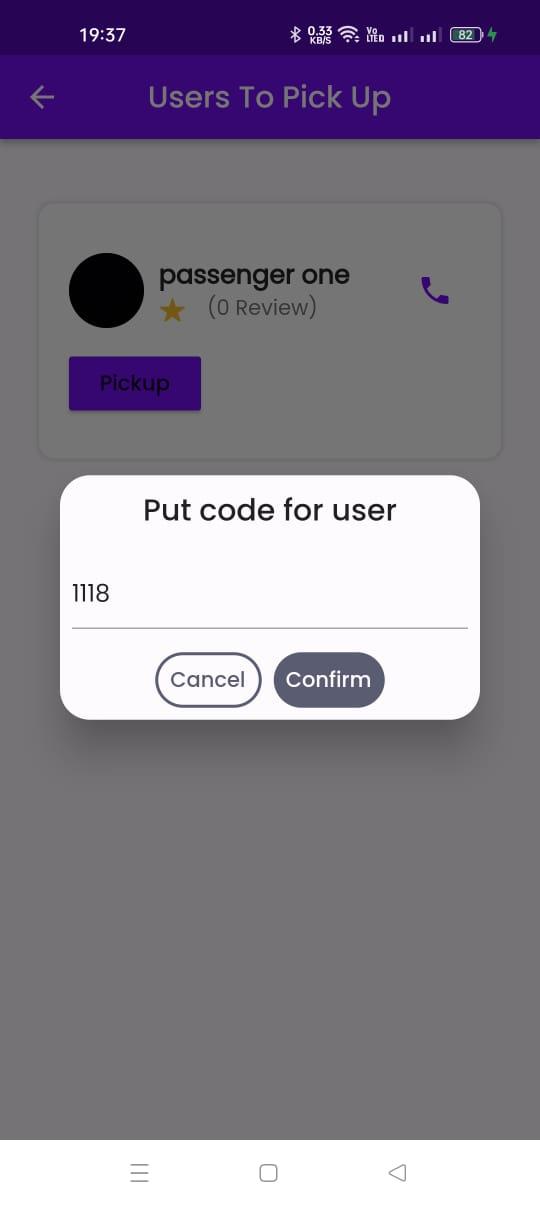 19:37
0.33
KB/S
Vo
LTED
82
Users To Pick Up
passenger one
(0 Review)
Pickup
Put code for user
1118
Cancel
Confirm